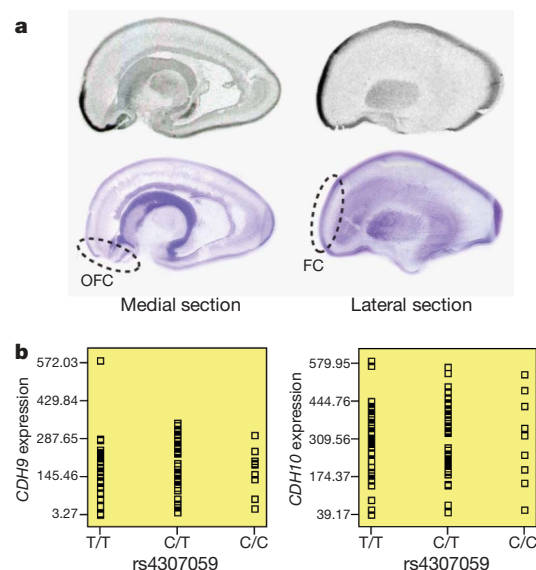 a
OFC
FC
Medial section
Lateral section
b
CDH9 expression
572.03
429.84
287.65
145.46
3.27
T/T
C/T
C/C
rs4307059
CDH10 expression
579.95
444.76
309.56
174.37
39.17
T/T
C/T
C/C
rs4307059